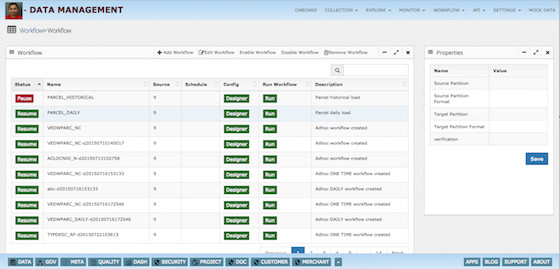 DATA MANAGEMENT
ONBOARD COLLECTION EXPLORE MONITOR WORKFLOW API SETTINGS MOCK DATA
Workflow> Workflow
Workflow
Add Workflow Edit Workflow Enable Workflow Disable Workflow Remove Workflow
Status Name Source Schedule Config Run Workflow Description
Pause PARCEL_HISTORICAL 9 Designer Run Parcel historical load
Resume PARCEL_DAILY 9 Designer Run Parcel daily load
Resume VEDWPARC_NC 9 Designer Run Adhoc workflow created
Resume VEDWPARC_NC-d20150710140017 9 Designer Run Adhoc workflow created
Resume 9 Designer Run Adhoc workflow created
Resume VEDWPARC_NC-d20150716153133 9 Designer Run Adhoc ONE TIME workflow created
Resume abc-d20150716153133 9 Designer Run Adhoc DAILY workflow created
Resume VEDWPARC_NC-d20150716172546 9 Designer Run Adhoc ONE TIME workflow created
Resume VEDWPARC_DAILY-d20150716172546 9 Designer Run Adhoc DAILY workflow created
Resume 9 Designer Run Adhoc ONE TIME workflow created
Properties
Name Value
Source Partition
Source Partition
Format
Target Partition
Target Partition Format
verification
Save
DATA GOV META QUALITY DASH SECURITY PROJECT DOC CUSTOMER MERCHANT
APPS BLOG SUPPORT ABOUT